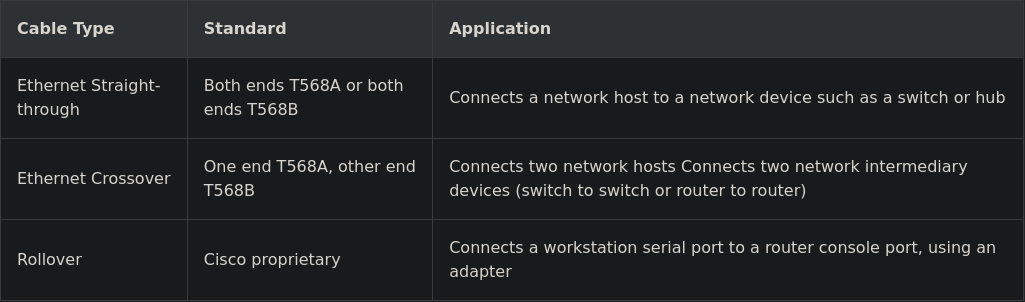 Cable Type
Standard
Application
Ethernet Straight-
through
Both ends T568A or both
ends T568B
Connects a network host to a network device such as a switch or hub
Ethernet Crossover
One end T568A, other end
T568B
Connects two network hosts Connects two network intermediary
devices (switch to switch or router to router)
Rollover
Cisco proprietary
Connects a workstation serial port to a router console port, using an
adapter